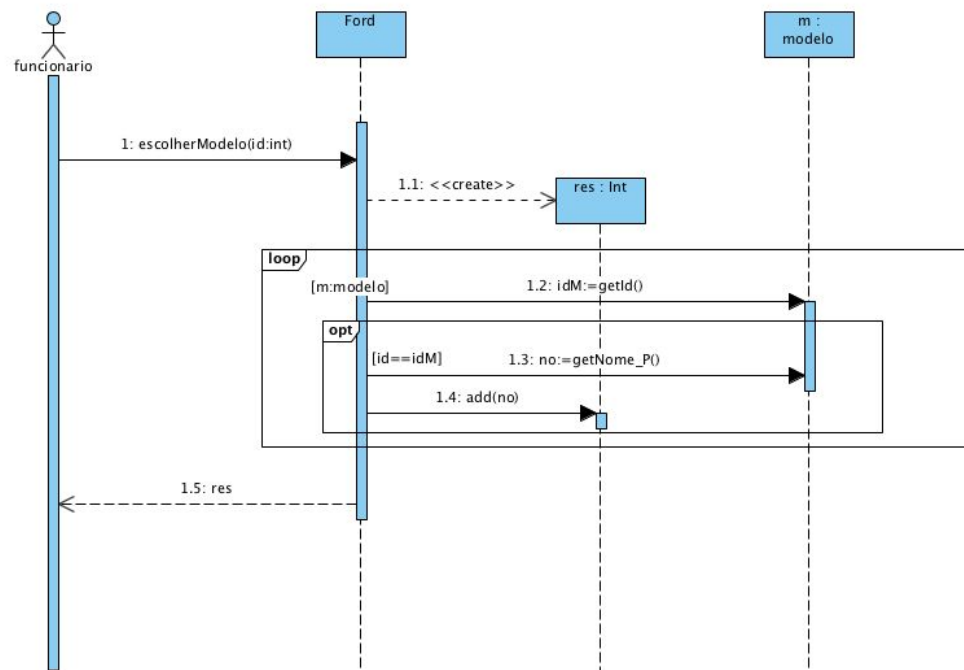 Ford
m :
modelo
funcionario
1: escolherModelo(id:int)
1.1: <<create>>
res : Int
loop
[m:modelo]
1.2: idM:=getId()
opt
[id==idM]
1.3: no:=getNome_P()
1.4: add(no)
1.5: res